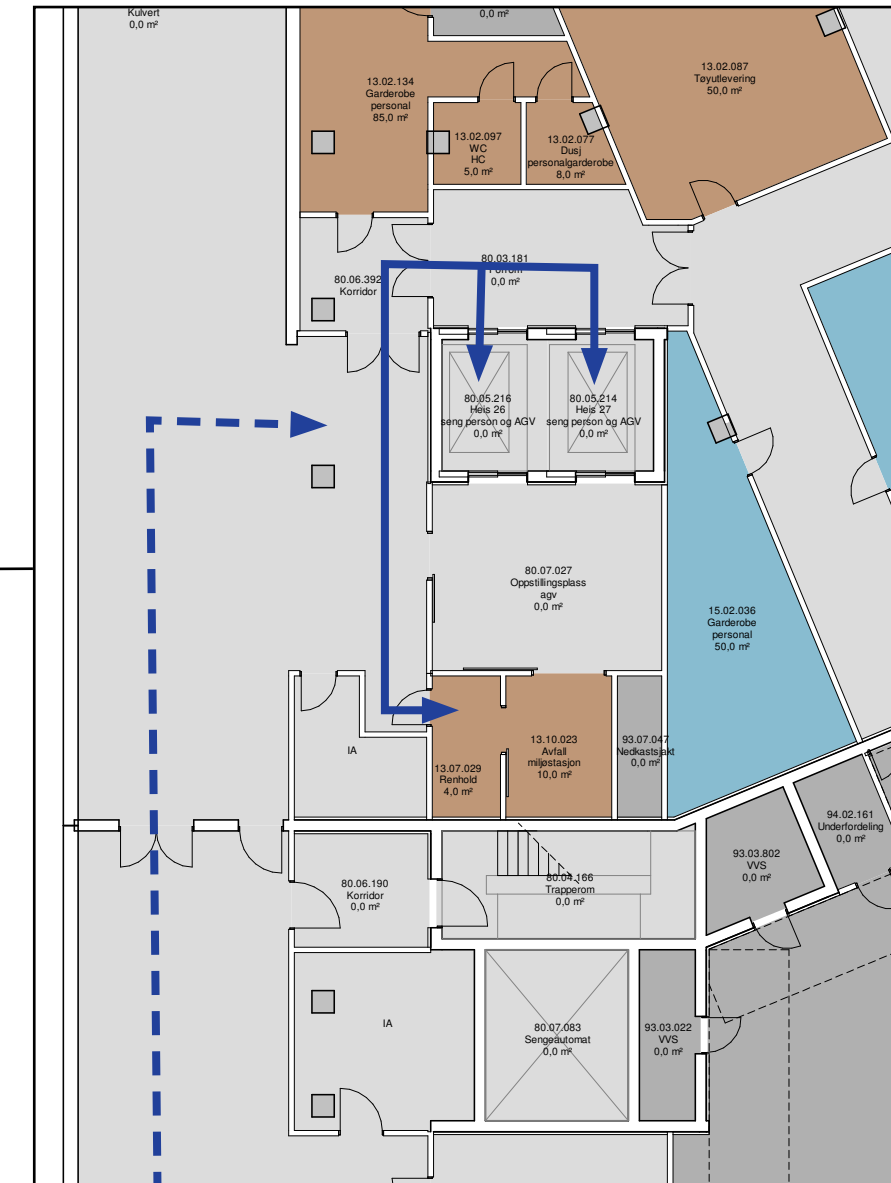 Kulvert
0,0 m²
0,0 m²
13.02.134
Garderobe
personal
85,0 m²
13.02.087
Tøyutlevering
50,0 m²
13.02.097
WC
HC
5,0 m²
13.02.077
Dusj
personalgarderobe
8,0 m²
80.03.181
Forrom
0,0 m²
80.06.392
Korridor
80.05.216
Heis 26
seng person og AGV
0,0 m²
80.05.214
Heis 27
seng person og AGV
0,0 m²
80.07.027
Oppstillingsplass
agv
0,0 m²
15.02.036
Garderobe
personal
50,0 m²
IA
13.07.029
Renhold
4,0 m²
13.10.023
Avfall
miljøstasjon
10,0 m²
93.07.047
Nedkastsjakt
0,0 m²
94.02.161
Underfordeling
0,0 m²
93.03.802
VVS
0,0 m²
80.06.190
Korridor
0,0 m²
80.04.166
Trapperom
0,0 m²
IA
80.07.083
Sengeautomat
0,0 m²
93.03.022
VVS
0,0 m²